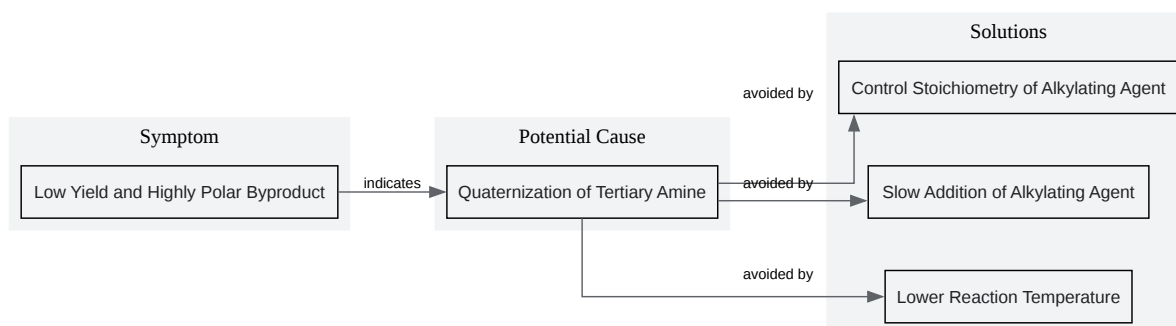 Solutions
avoided by
Control Stoichiometry of Alkylating Agent
Symptom
Potential Cause
Low Yield and Highly Polar Byproduct
indicates
Quaternization of Tertiary Amine
avoided by
Slow Addition of Alkylating Agent
avoided by
Lower Reaction Temperature